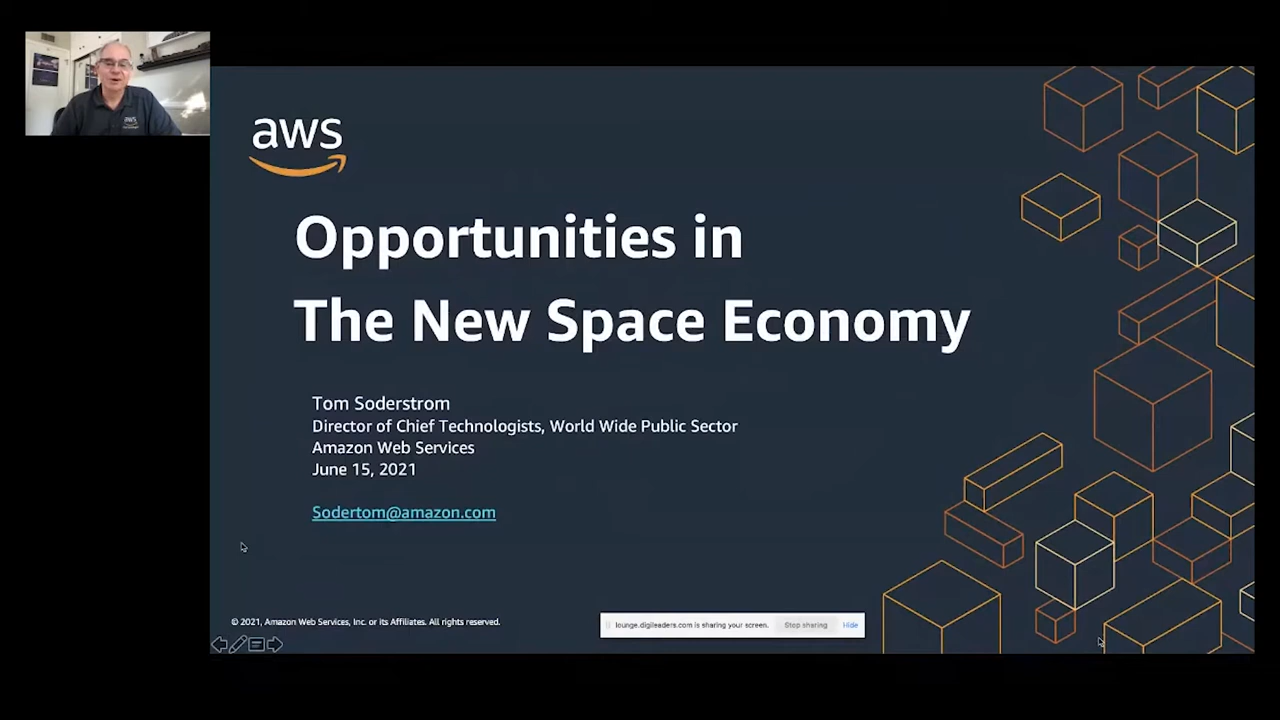 aws
Opportunities in
The New Space Economy
Tom Soderstrom
Director of Chief Technologists, World Wide Public Sector
Amazon Web Services
June 15, 2021
Sodertom@amazon.com
© 2021, Amazon Web Services, Inc. or its Affiliates. All rights reserved.
lounge.digileaders.com is sharing your screen. Stop sharing Hide